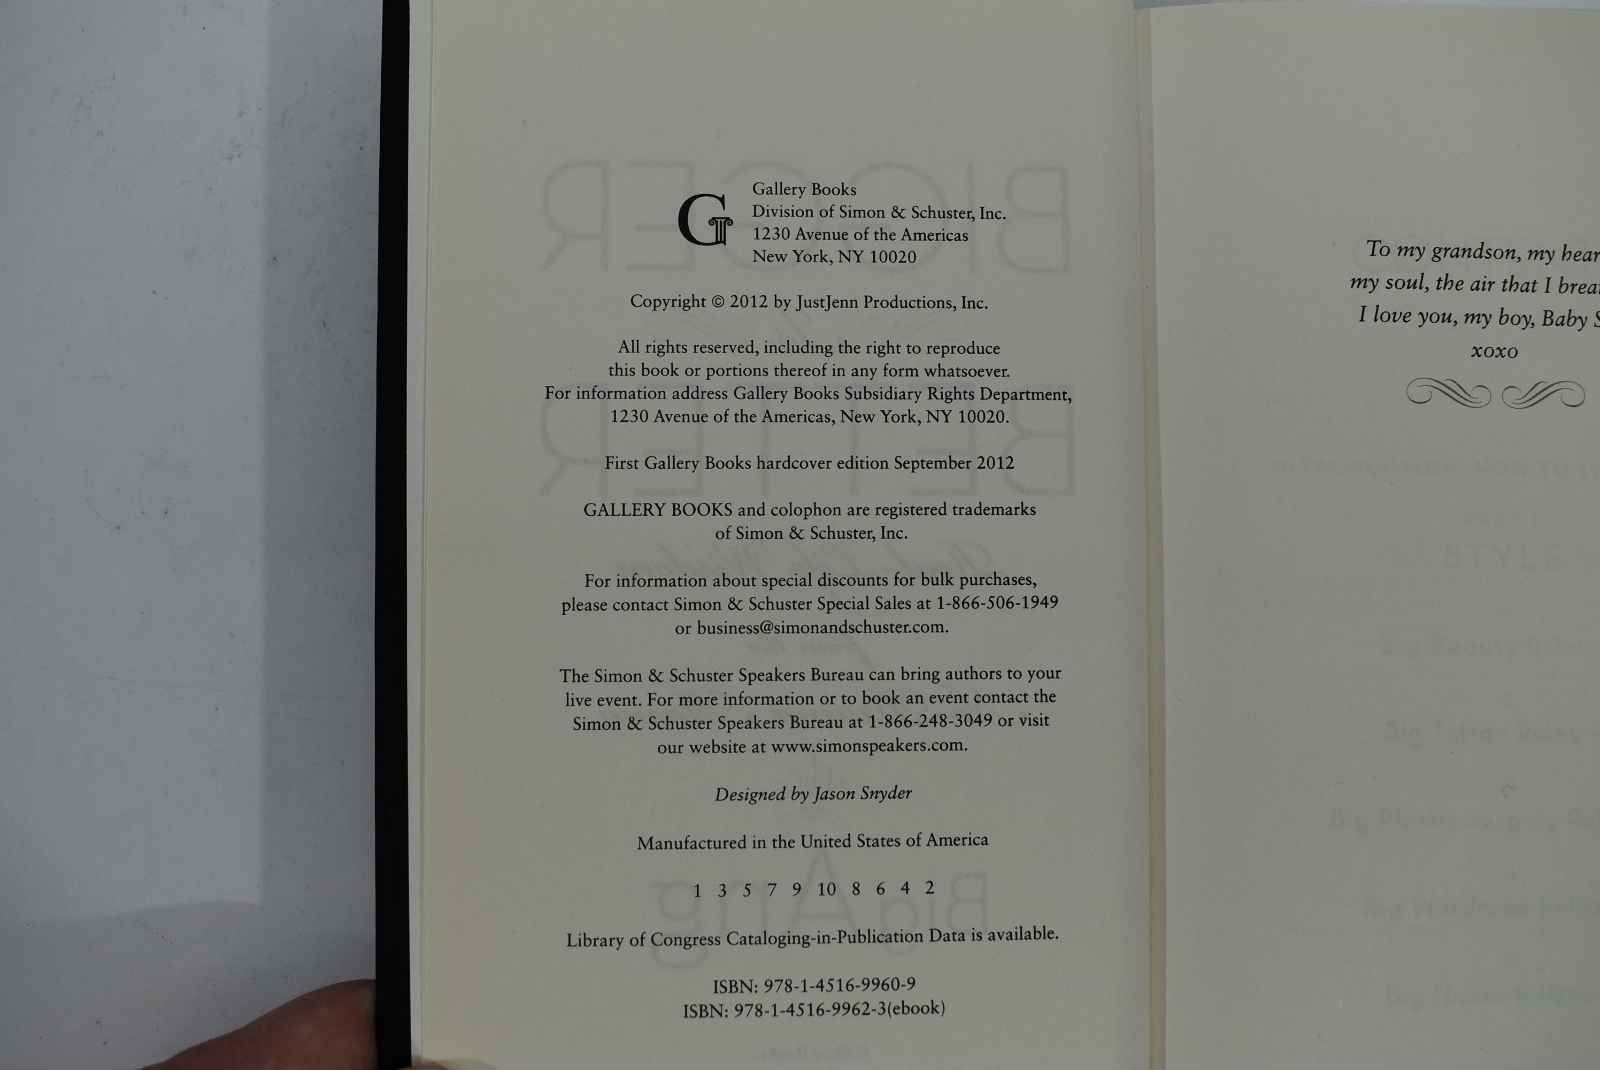 Gallery Books
Division of Simon & Schuster, Inc.
1230 Avenue of the Americas
New York, NY 10020
Copyright © 2012 by JustJenn Productions, Inc.
All rights reserved, including the right to reproduce
this book or portions thereof in any form whatsoever.
For information address Gallery Books Subsidiary Rights Department,
1230 Avenue of the Americas, New York, NY 10020.
First Gallery Books hardcover edition September 2012
GALLERY BOOKS and colophon are registered trademarks
of Simon & Schuster, Inc.
For information about special discounts for bulk purchases,
please contact Simon & Schuster Special Sales at 1-866-506-1949
or business@simonandschuster.com.
The Simon & Schuster Speakers Bureau can bring authors to your
live event. For more information or to book an event contact the
Simon & Schuster Speakers Bureau at 1-866-248-3049 or visit
our website at www.simonspeakers.com.
Designed by Jason Snyder
Manufactured in the United States of America
1 3 5 7 9 10 8 6 4 2
Library of Congress Cataloging-in-Publication Data is available.
ISBN: 978-1-4516-9960-9
ISBN: 978-1-4516-9962-3(ebook)
To my grandson, my hear
my soul, the air that I brea
I love you, my boy, Baby S
xoxo